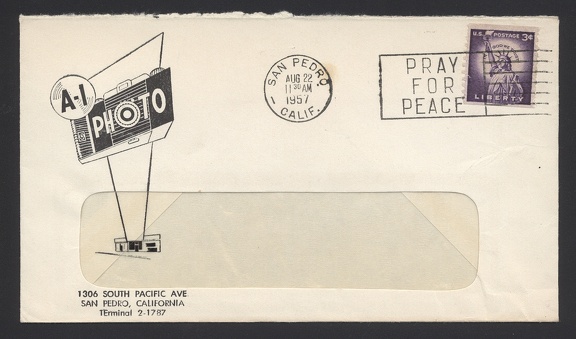 A-1
PHOTO
SAN PEDRO
AUG 22
11 30 AM
1957
1
CALIF.
PRAY
FOR
PEACE
U.S. POSTAGE 3¢
LIBERTY
1306 SOUTH PACIFIC AVE
SAN PEDRO, CALIFORNIA
TErminal 2-1787